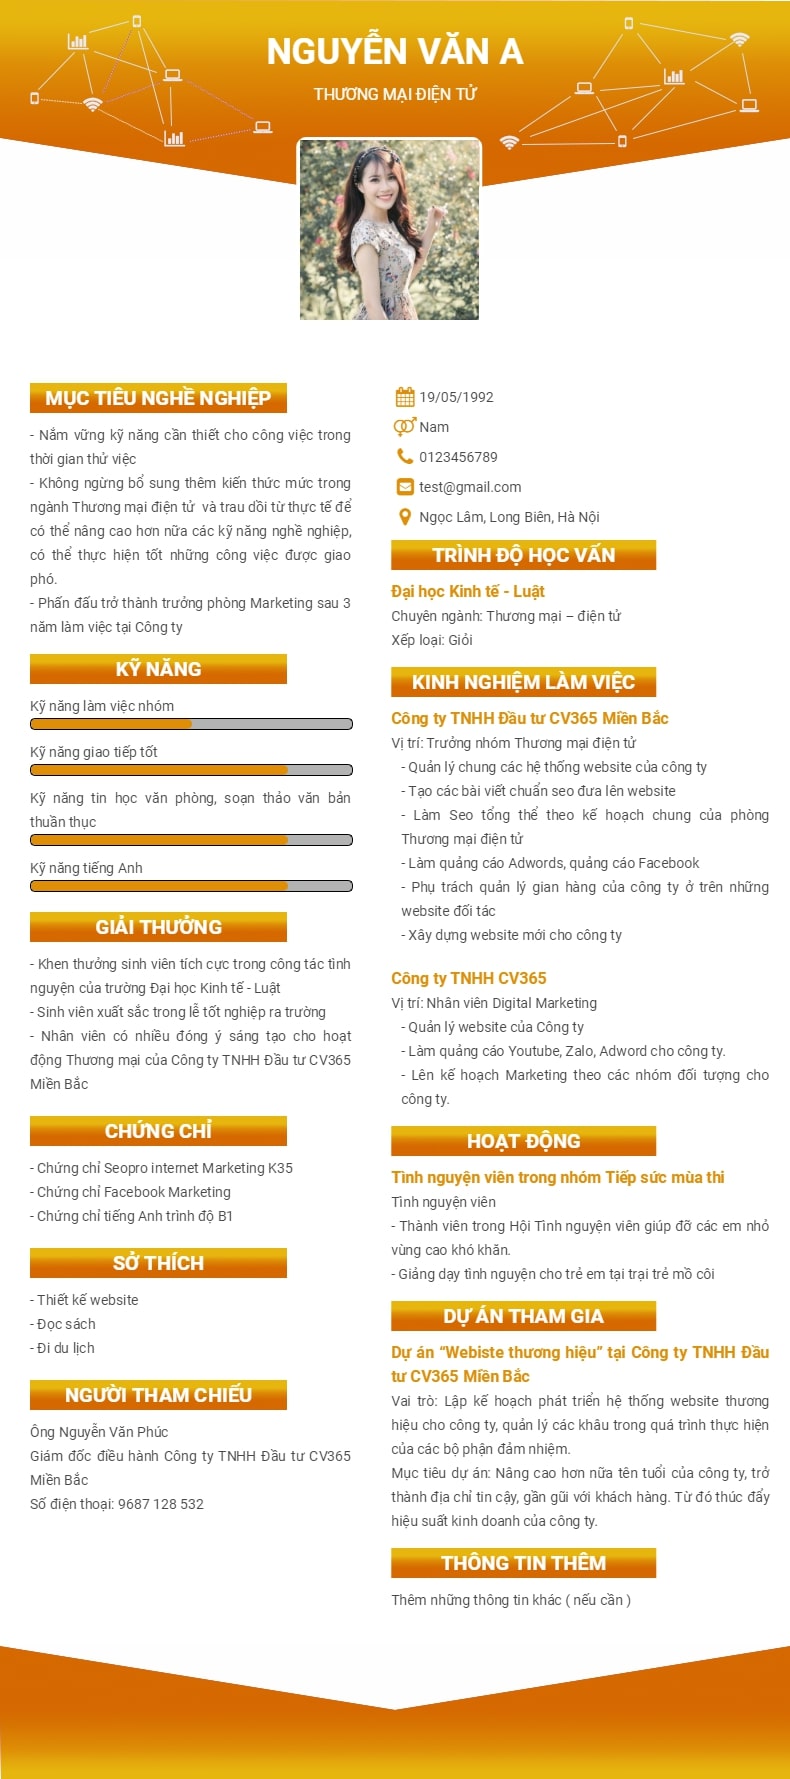 NGUYỄN VĂN A
THƯƠNG MẠI ĐIỆN TỬ
MỤC TIÊU NGHỀ NGHIỆP
- Nắm vững kỹ năng cần thiết cho công việc trong
thời gian thử việc
- Không ngừng bổ sung thêm kiến thức mức trong
ngành Thương mại điện tử và trau dồi từ thực tế để
có thể nâng cao hơn nữa các kỹ năng nghề nghiệp,
có thể thực hiện tốt những công việc được giao
phó.
- Phấn đấu trở thành trưởng phòng Marketing sau 3
năm làm việc tại Công ty
KỸ NĂNG
Kỹ năng làm việc nhóm
Kỹ năng giao tiếp tốt
Kỹ năng tin học văn phòng, soạn thảo văn bản
thuần thục
Kỹ năng tiếng Anh
GIẢI THƯỞNG
- Khen thưởng sinh viên tích cực trong công tác tình
nguyện của trường Đại học Kinh tế - Luật
- Sinh viên xuất sắc trong lễ tốt nghiệp ra trường
- Nhân viên có nhiều đóng ý sáng tạo cho hoạt
động Thương mại của Công ty TNHH Đầu tư CV365
Miền Bắc
CHỨNG CHỈ
- Chứng chỉ Seopro internet Marketing K35
- Chứng chỉ Facebook Marketing
- Chứng chỉ tiếng Anh trình độ B1
SỞ THÍCH
- Thiết kế website
- Đọc sách
- Đi du lịch
NGƯỜI THAM CHIẾU
Ông Nguyễn Văn Phúc
Giám đốc điều hành Công ty TNHH Đầu tư CV365
Miền Bắc
Số điện thoại: 9687 128 532
19/05/1992
Nam
0123456789
test@gmail.com
Ngọc Lâm, Long Biên, Hà Nội
TRÌNH ĐỘ HỌC VẤN
Đại học Kinh tế - Luật
Chuyên ngành: Thương mại – điện tử
Xếp loại: Giỏi
KINH NGHIỆM LÀM VIỆC
Công ty TNHH Đầu tư CV365 Miền Bắc
Vị trí: Trưởng nhóm Thương mại điện tử
- Quản lý chung các hệ thống website của công ty
- Tạo các bài viết chuẩn seo đưa lên website
- Làm Seo tổng thể theo kế hoạch chung của phòng
Thương mại điện tử
- Làm quảng cáo Adwords, quảng cáo Facebook
- Phụ trách quản lý gian hàng của công ty ở trên những
website đối tác
- Xây dựng website mới cho công ty
Công ty TNHH CV365
Vị trí: Nhân viên Digital Marketing
- Quản lý website của Công ty
- Làm quảng cáo Youtube, Zalo, Adword cho công ty.
- Lên kế hoạch Marketing theo các nhóm đối tượng cho
công ty.
HOẠT ĐỘNG
Tình nguyện viên trong nhóm Tiếp sức mùa thi
Tình nguyện viên
- Thành viên trong Hội Tình nguyện viên giúp đỡ các em nhỏ
vùng cao khó khăn.
- Giảng dạy tình nguyện cho trẻ em tại trại trẻ mồ côi
DỰ ÁN THAM GIA
Dự án “Webiste thương hiệu” tại Công ty TNHH Đầu
tư CV365 Miền Bắc
Vai trò: Lập kế hoạch phát triển hệ thống website thương
hiệu cho công ty, quản lý các khâu trong quá trình thực hiện
của các bộ phận đảm nhiệm.
Mục tiêu dự án: Nâng cao hơn nữa tên tuổi của công ty, trở
thành địa chỉ tin cậy, gần gũi với khách hàng. Từ đó thúc đẩy
hiệu suất kinh doanh của công ty.
THÔNG TIN THÊM
Thêm những thông tin khác ( nếu cần )